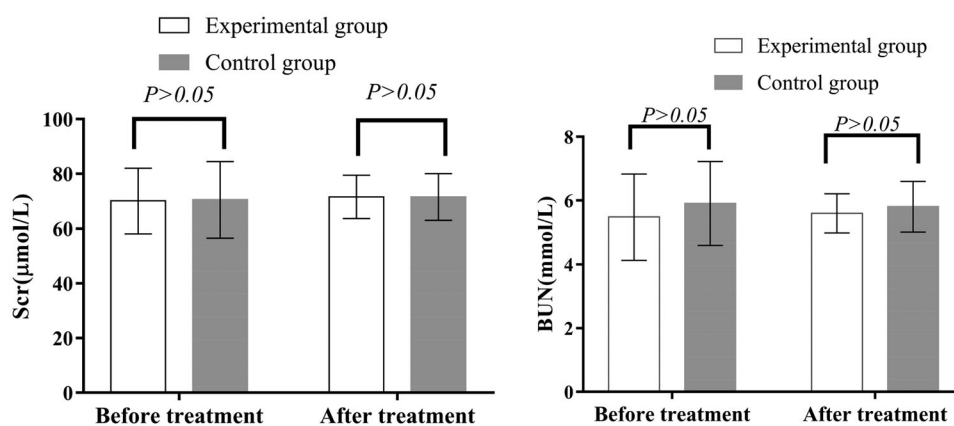 Experimental group
Control group
P>0.05
P>0.05
100
80
60
40
20
0
Scr(μmol/L)
Before treatment
After treatment
Experimental group
Control group
P>0.05
P>0.05
8
6
4
2
0
BUN(mmol/L)
Before treatment
After treatment